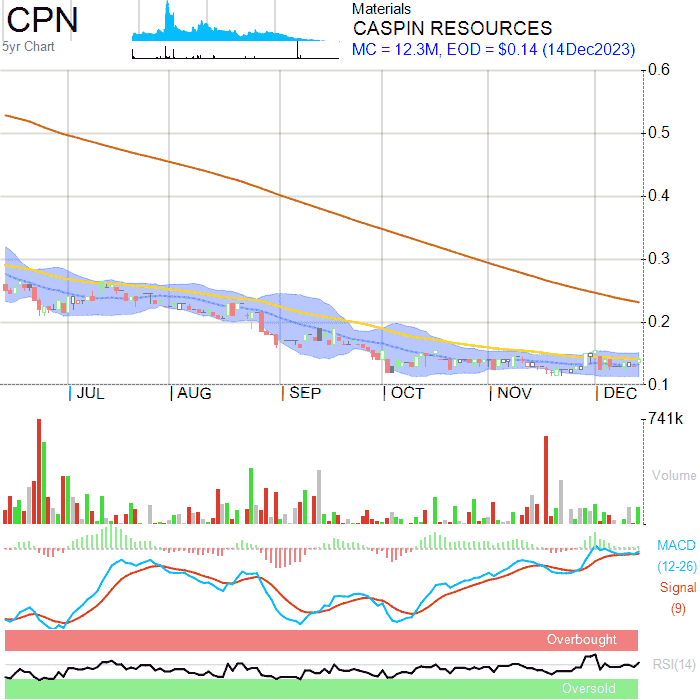 CPN
5yr Chart
Materials
CASPIN RESOURCES
MC = 12.3M, EOD = $0.14 (14Dec2023)
0.6
0.5
0.4
0.3
0.2
0.1
JUL AUG SEP OCT NOV DEC
741k
Volume
MACD
(12-26)
Signal
(9)
Overbought
RSI(14)
Oversold